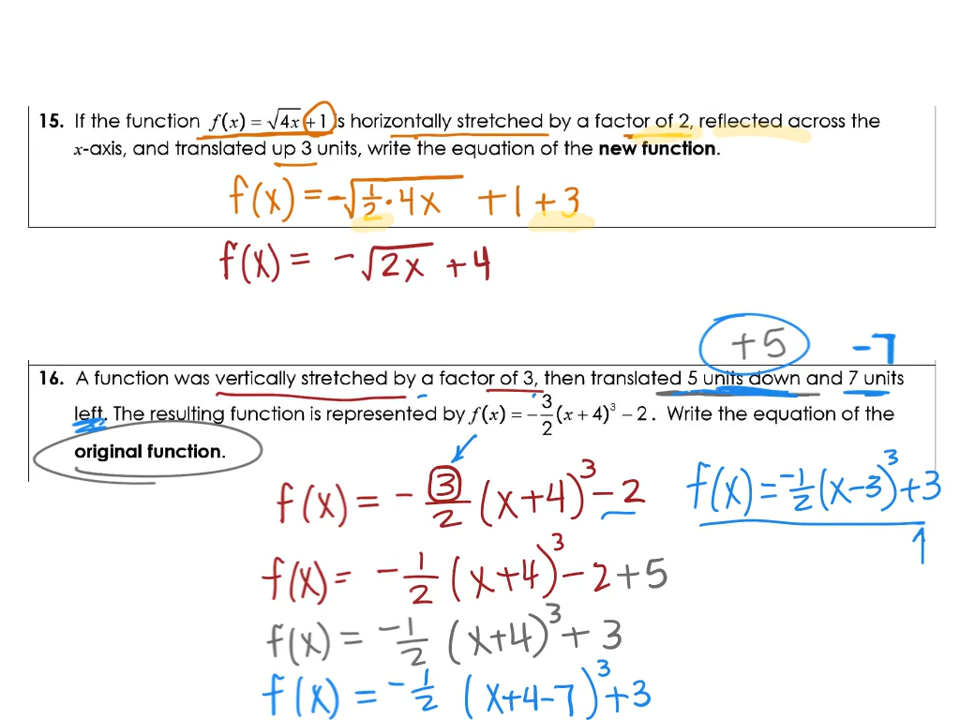 15. If the function f(x) = √4x + 1 is horizontally stretched by a factor of 2, reflected across the
x-axis, and translated up 3 units, write the equation of the new function.
f(x) = -√½·4x + 1 + 3
f(x) = -√2x + 4
+5 -7
16. A function was vertically stretched by a factor of 3, then translated 5 units down and 7 units
left. The resulting function is represented by f(x) = -3/2(x + 4)³ - 2. Write the equation of the
original function.
f(x) = -3/2 (x+4)³ - 2
f(x) = -½(x-3)³ + 3
f(x) = -½ (x+4)³ - 2 + 5
f(x) = -½ (x+4)³ + 3
f(x) = -½ (x+4-7)³ + 3